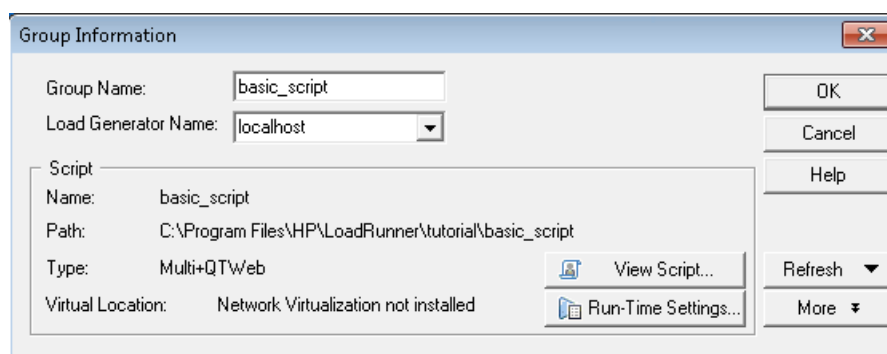 Group Information
Group Name: basic_script OK
Load Generator Name: localhost Cancel
Script Help
Name: basic_script
Path: C:\Program Files\HP\LoadRunner\tutorial\basic_script
Type: Multi+QTWeb View Script... Refresh
Virtual Location: Network Virtualization not installed Run-Time Settings... More